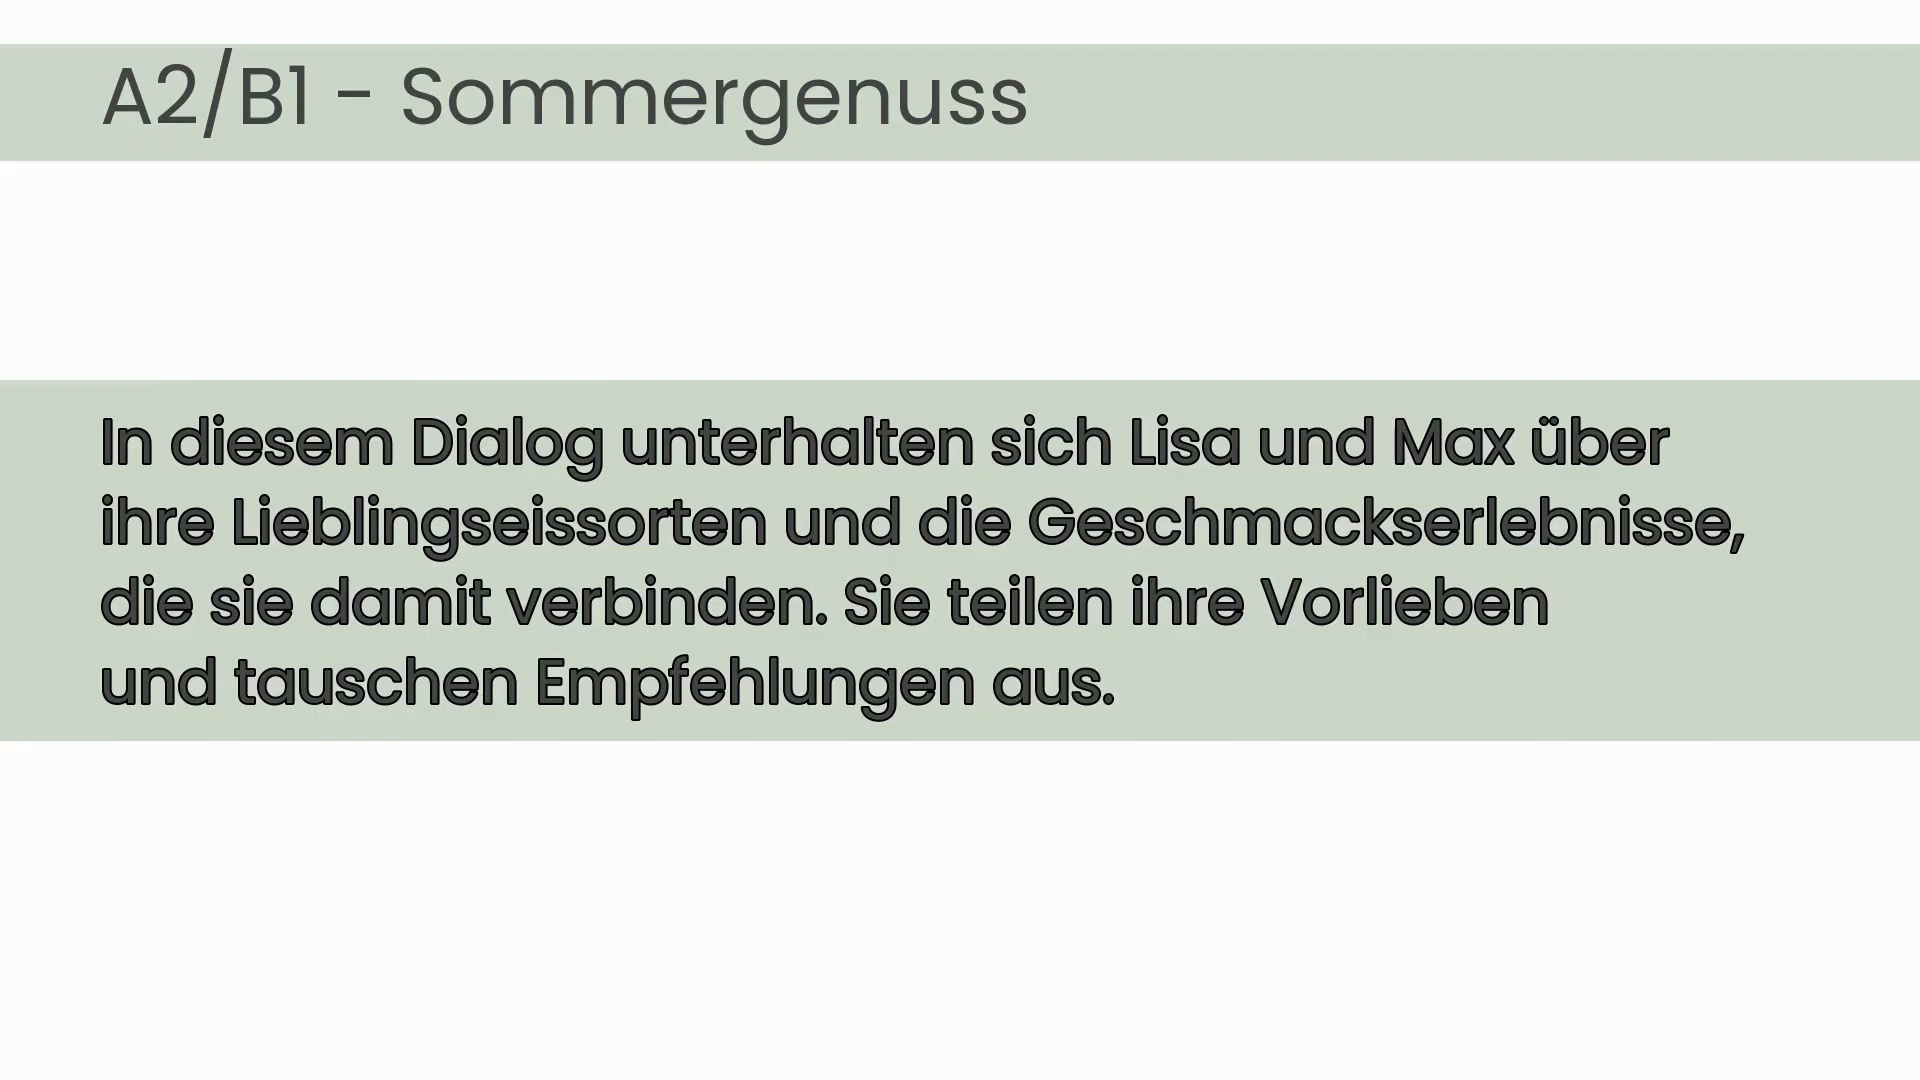 A2/B1 - Sommergenuss
In diesem Dialog unterhalten sich Lisa und Max über
ihre Lieblingseissorten und die Geschmackserlebnisse,
die sie damit verbinden. Sie teilen ihre Vorlieben
und tauschen Empfehlungen aus.